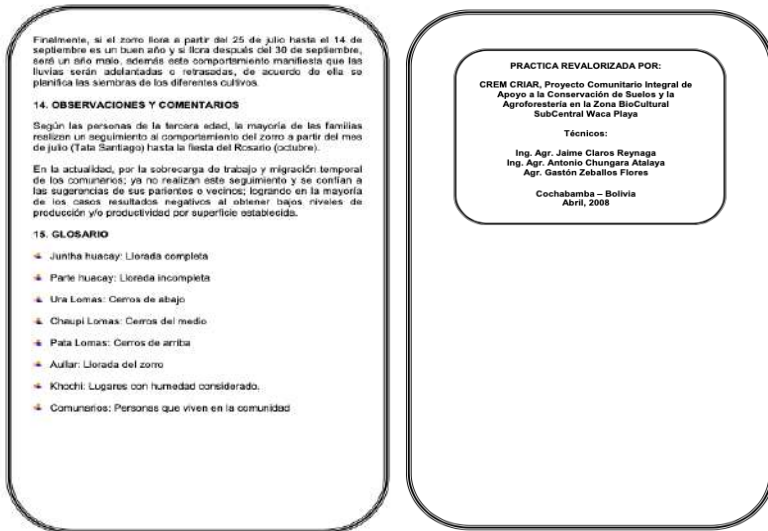 Finalmente, si el zorro llora a partir del 25 de julio hasta el 14 de
septiembre es un buen año y si llora después del 30 de septiembre,
será un año malo, además este comportamiento manifiesta que las
lluvias serán adelantadas o retrasadas, de acuerdo de ella se
planifica las siembras de los diferentes cultivos.
14. OBSERVACIONES Y COMENTARIOS
Según las personas de la tercera edad, la mayoría de las familias
realizan un seguimiento al comportamiento del zorro a partir del mes
de julio (Tata Santiago) hasta la fiesta del Rosario (octubre).
En la actualidad, por la sobrecarga de trabajo y migración temporal
de los comunarios; ya no realizan este seguimiento y se confían a
las sugerencias de sus parientes o vecinos; logrando en la mayoría
de los casos resultados negativos al obtener bajos niveles de
producción y/o productividad por superficie establecida.
15. GLOSARIO
Juntha huacay: Llorada completa
Parte huacay: Llorada incompleta
Ura Lomas: Cerros de abajo
Chaupi Lomas: Cerros del medio
Pata Lomas: Cerros de arriba
Aullar: Llorada del zorro
Khochi: Lugares con humedad considerado.
Comunarios: Personas que viven en la comunidad
PRACTICA REVALORIZADA POR:
CREM CRIAR, Proyecto Comunitario Integral de
Apoyo a la Conservación de Suelos y la
Agroforestería en la Zona BioCultural
SubCentral Waca Playa
Técnicos:
Ing. Agr. Jaime Claros Reynaga
Ing. Agr. Antonio Chungara Atalaya
Agr. Gastón Zeballos Flores
Cochabamba – Bolivia
Abril, 2008